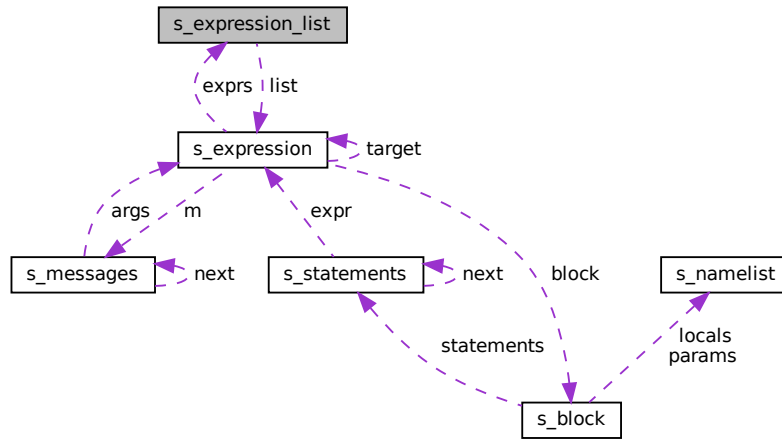 s_expression_list
exprs
list
s_expression
target
args
m
expr
s_messages
next
s_statements
next
block
s_namelist
statements
locals
params
s_block